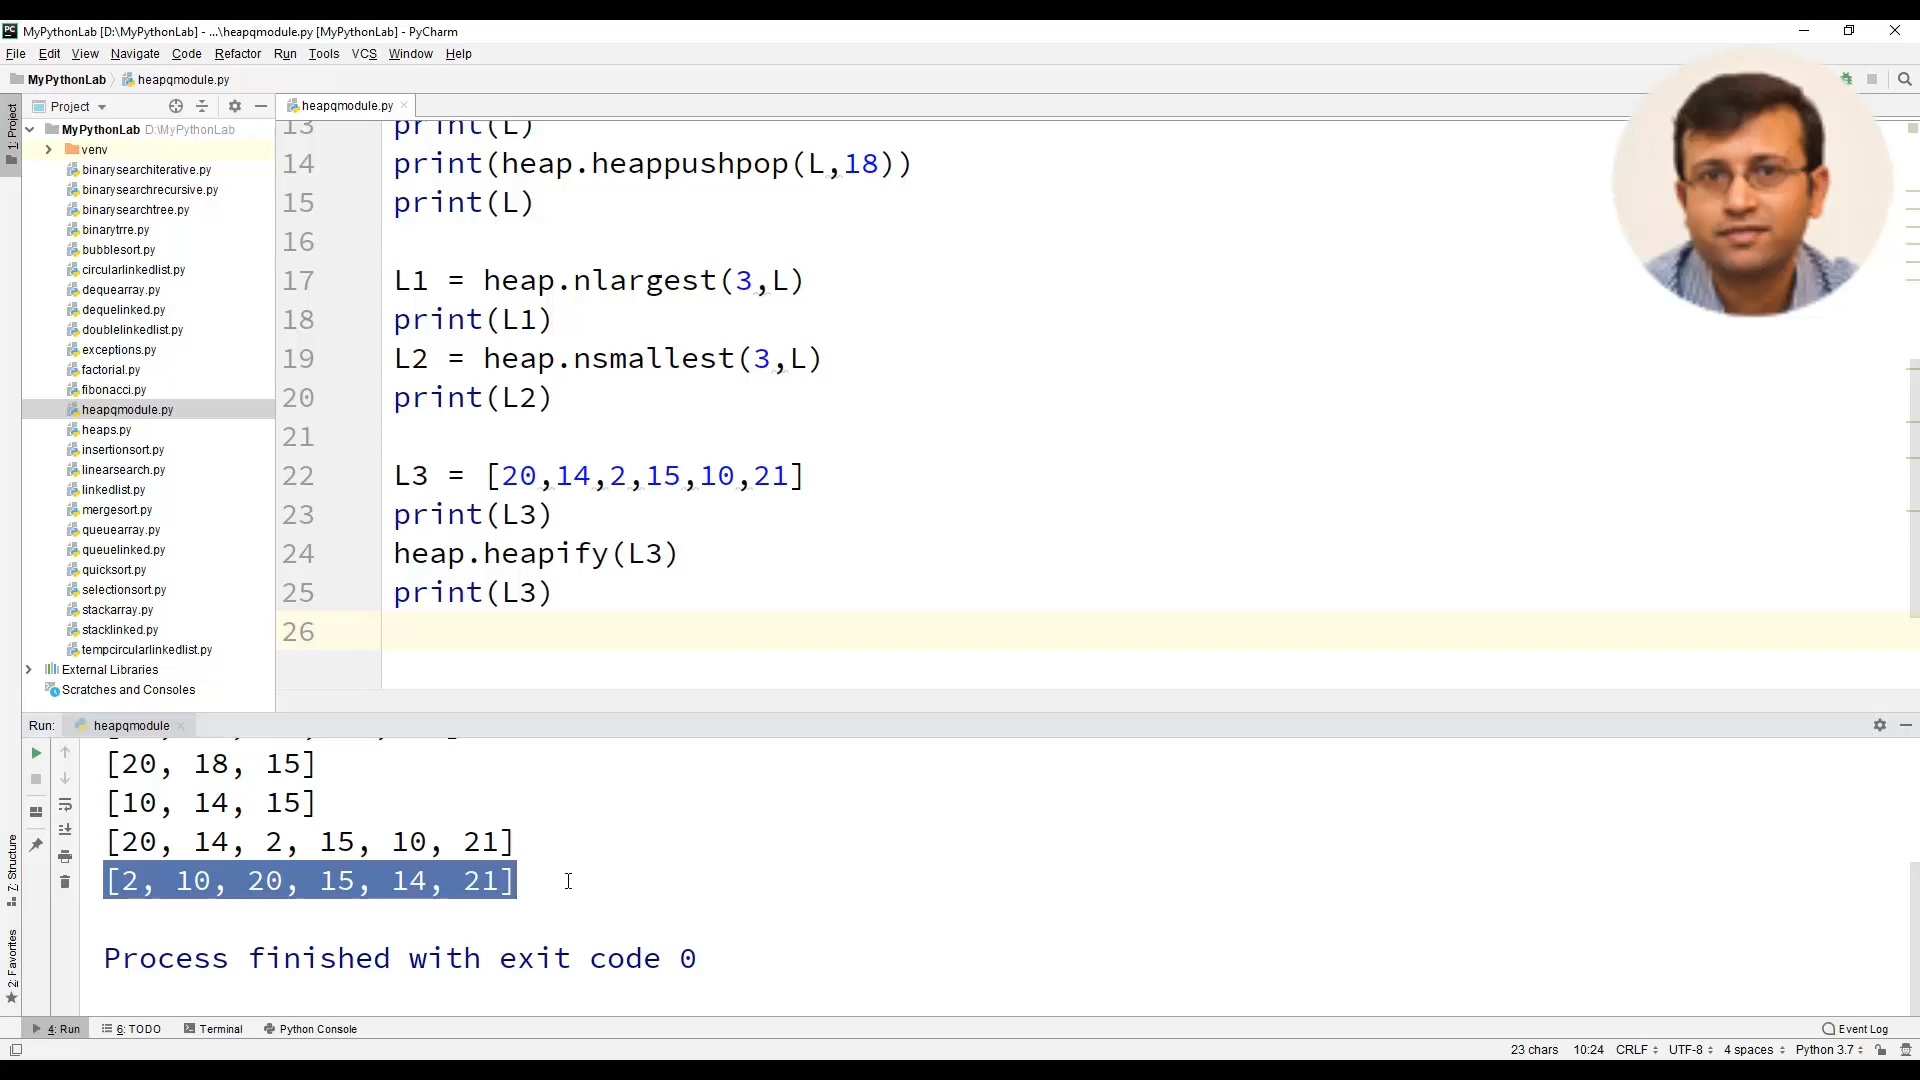 MyPythonLab [D:\MyPythonLab] - ...\heapqmodule.py [MyPythonLab] - PyCharm
File Edit View Navigate Code Refactor Run Tools VCS Window Help
MyPythonLab heapqmodule.py
1: Project
Project
heapqmodule.py
MyPythonLab D:\MyPythonLab
venv
binarysearchiterative.py
binarysearchrecursive.py
binarysearchtree.py
binarytrre.py
bubblesort.py
circularlinkedlist.py
dequearray.py
dequelinked.py
doublelinkedlist.py
exceptions.py
factorial.py
fibonacci.py
heapqmodule.py
heaps.py
insertionsort.py
linearsearch.py
linkedlist.py
mergesort.py
queuearray.py
queuelinked.py
quicksort.py
selectionsort.py
stackarray.py
stacklinked.py
tempcircularlinkedlist.py
External Libraries
Scratches and Consoles
13 print(L)
14 print(heap.heappushpop(L,18))
15 print(L)
16
17 L1 = heap.nlargest(3,L)
18 print(L1)
19 L2 = heap.nsmallest(3,L)
20 print(L2)
21
22 L3 = [20,14,2,15,10,21]
23 print(L3)
24 heap.heapify(L3)
25 print(L3)
26
Run: heapqmodule
[20, 18, 15]
[10, 14, 15]
[20, 14, 2, 15, 10, 21]
[2, 10, 20, 15, 14, 21]
Process finished with exit code 0
7: Structure
2: Favorites
4: Run 6: TODO Terminal Python Console Event Log
23 chars 10:24 CRLF UTF-8 4 spaces Python 3.7